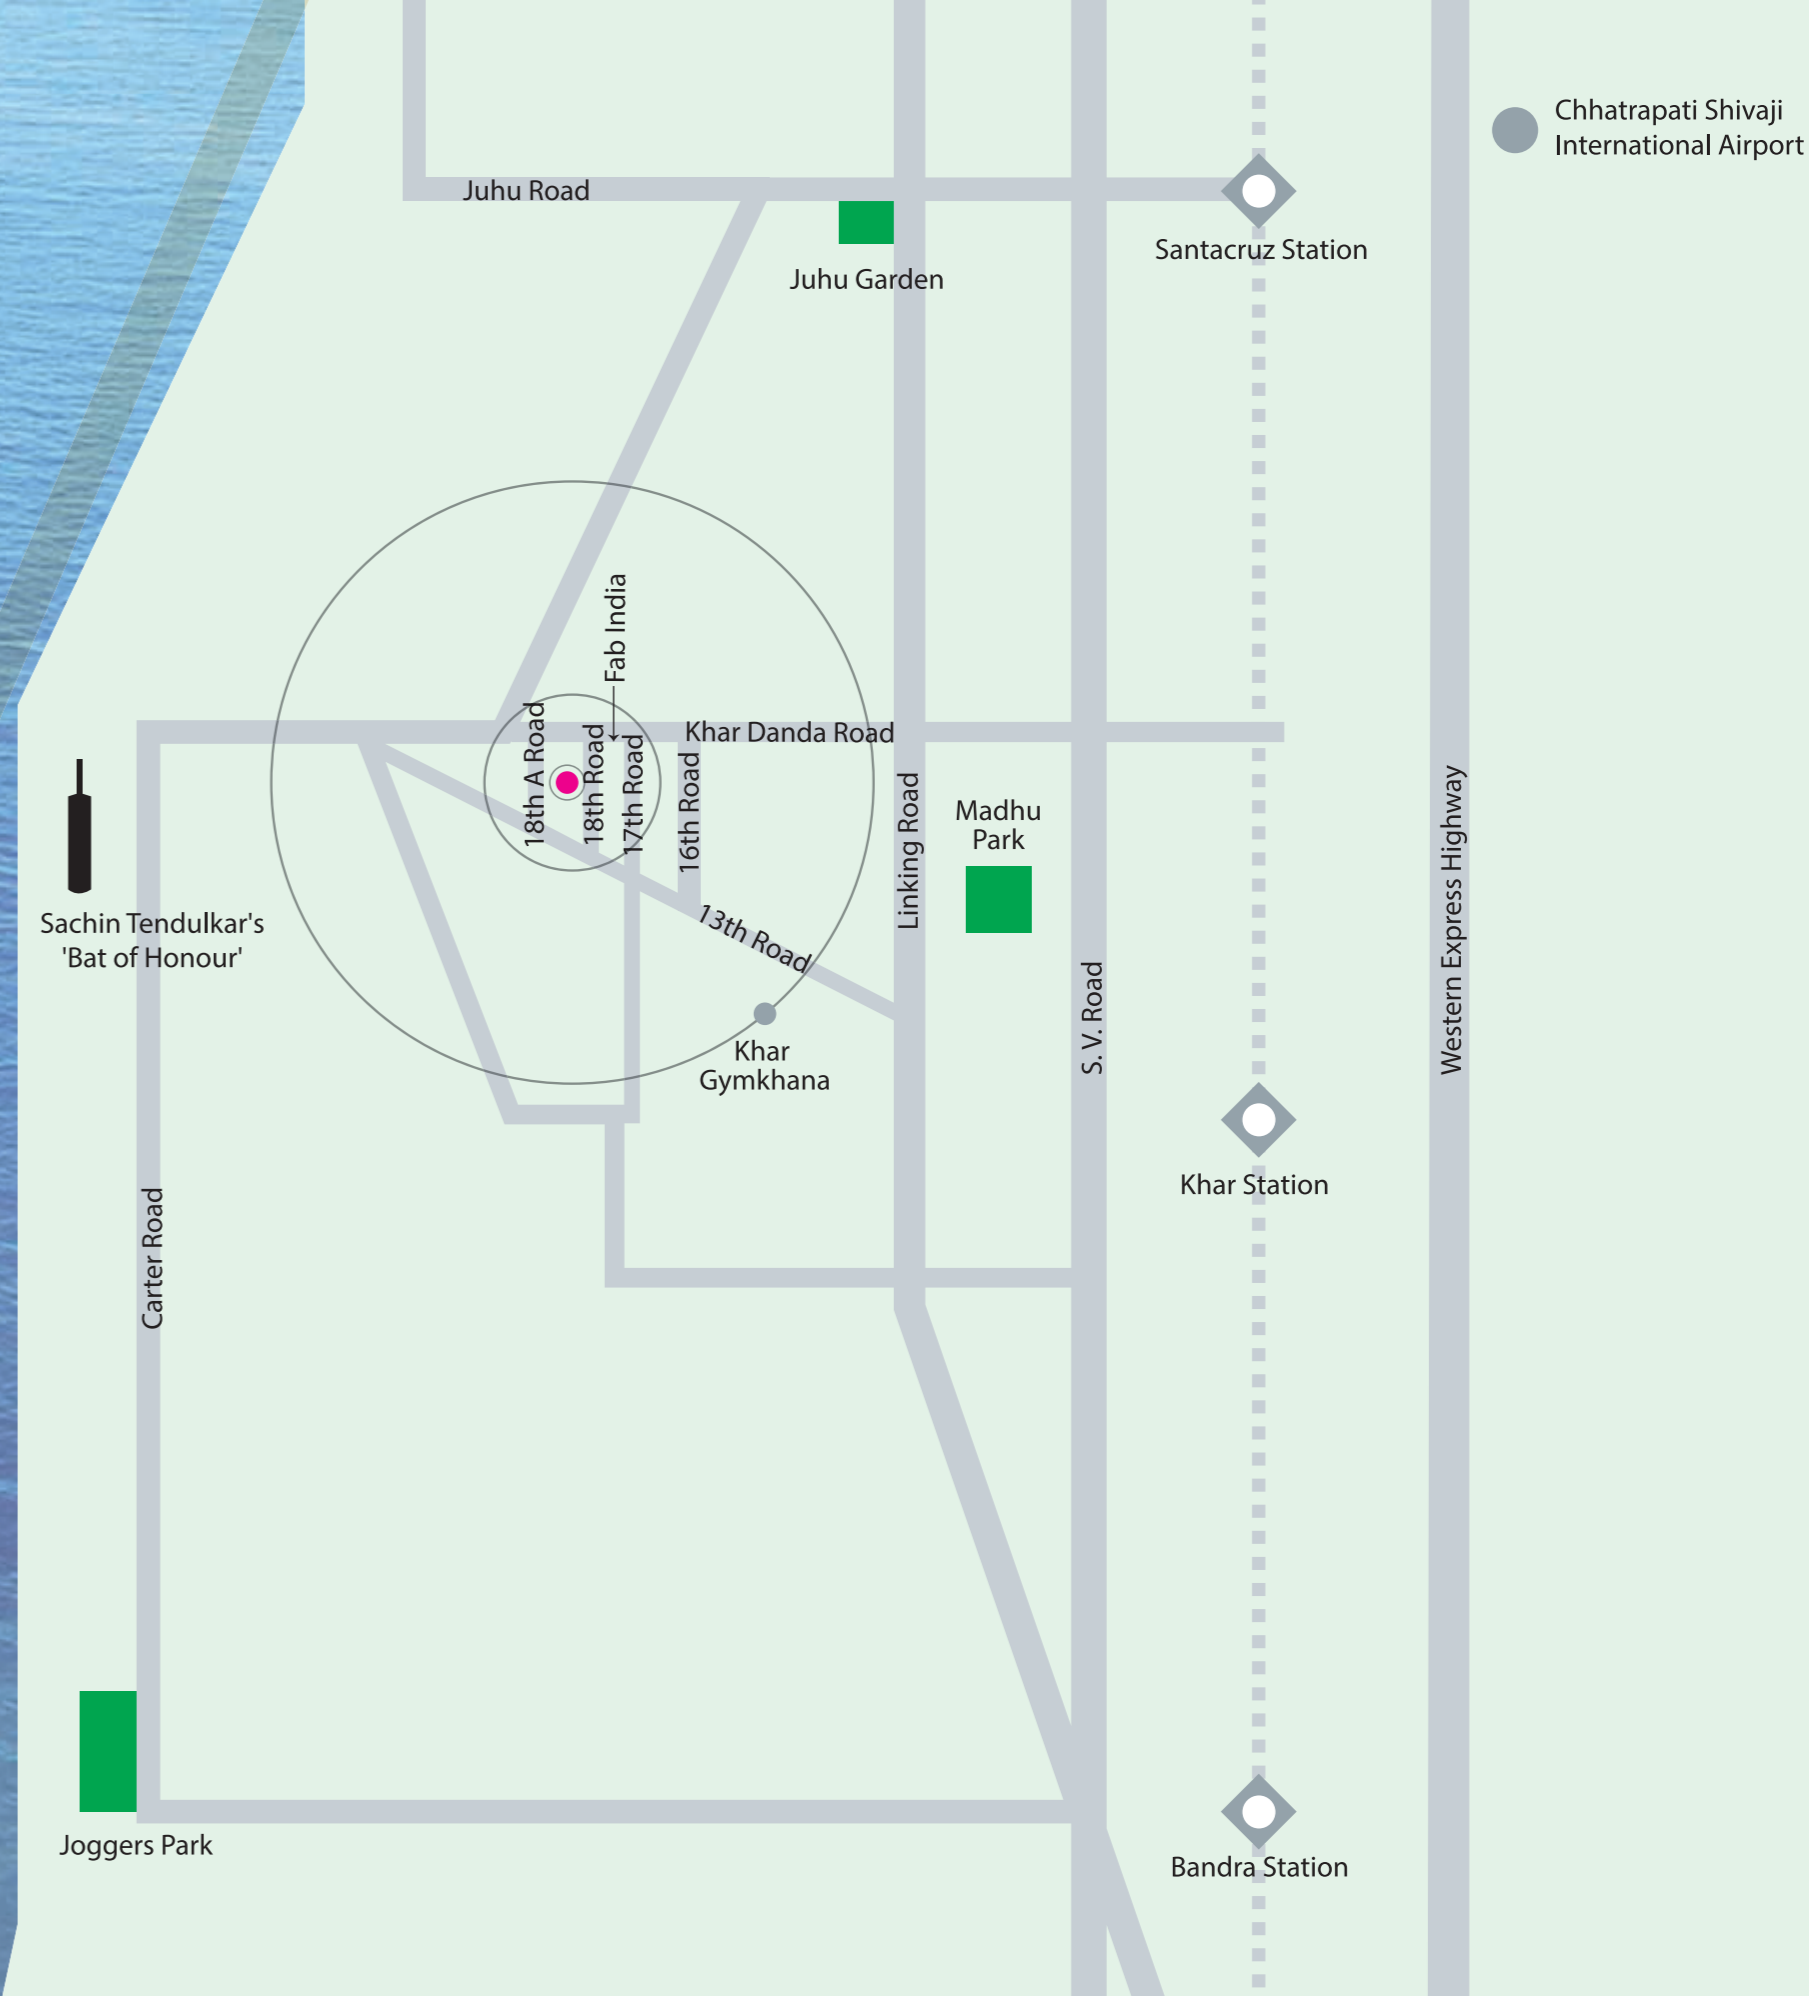 Chhatrapati Shivaji
International Airport
Juhu Road
Santacruz Station
Juhu Garden
Fab India
18th A Road
18th Road
17th Road
16th Road
Khar Danda Road
Linking Road
Madhu
Park
Western Express Highway
Sachin Tendulkar's
'Bat of Honour'
13th Road
S. V. Road
Khar
Gymkhana
Khar Station
Carter Road
Joggers Park
Bandra Station